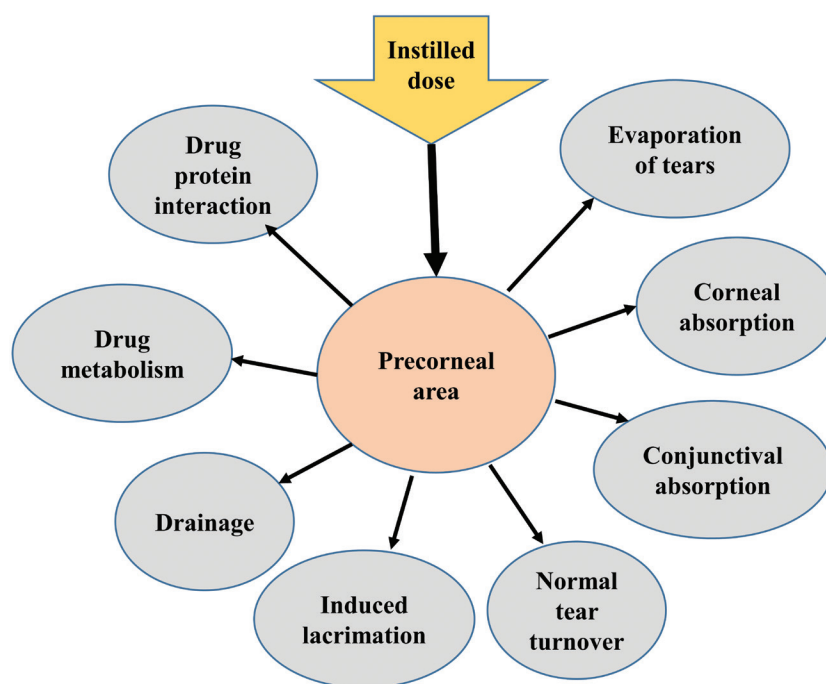 Instilled
dose
Drug
protein
interaction
Evaporation
of tears
Corneal
absorption
Drug
metabolism
Precorneal
area
Conjunctival
absorption
Drainage
Induced
lacrimation
Normal
tear
turnover